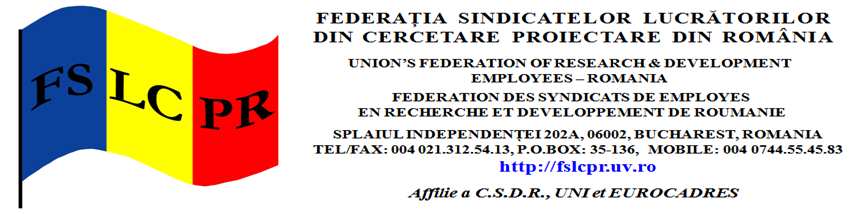 FS LC PR
FEDERAȚIA SINDICATELOR LUCRĂTORILOR
DIN CERCETARE PROIECTARE DIN ROMÂNIA
UNION'S FEDERATION OF RESEARCH & DEVELOPMENT
EMPLOYEES – ROMANIA
FEDERATION DES SYNDICATS DE EMPLOYES
EN RECHERCHE ET DEVELOPPEMENT DE ROUMANIE
SPLAIUL INDEPENDENȚEI 202A, 06002, BUCHAREST, ROMANIA
TEL/FAX: 004 021.312.54.13, P.O.BOX: 35-136, MOBILE: 004 0744.55.45.83
http://fslcpr.uv.ro
Affilie a C.S.D.R., UNI et EUROCADRES